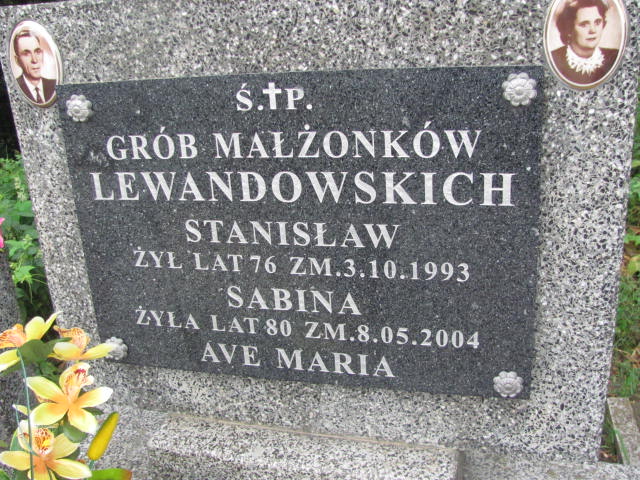 Ś.✝P.
GRÓB MAŁŻONKÓW
LEWANDOWSKICH
STANISŁAW
ŻYŁ LAT 76 ZM.3.10.1993
SABINA
ŻYŁA LAT 80 ZM.8.05.2004
AVE MARIA